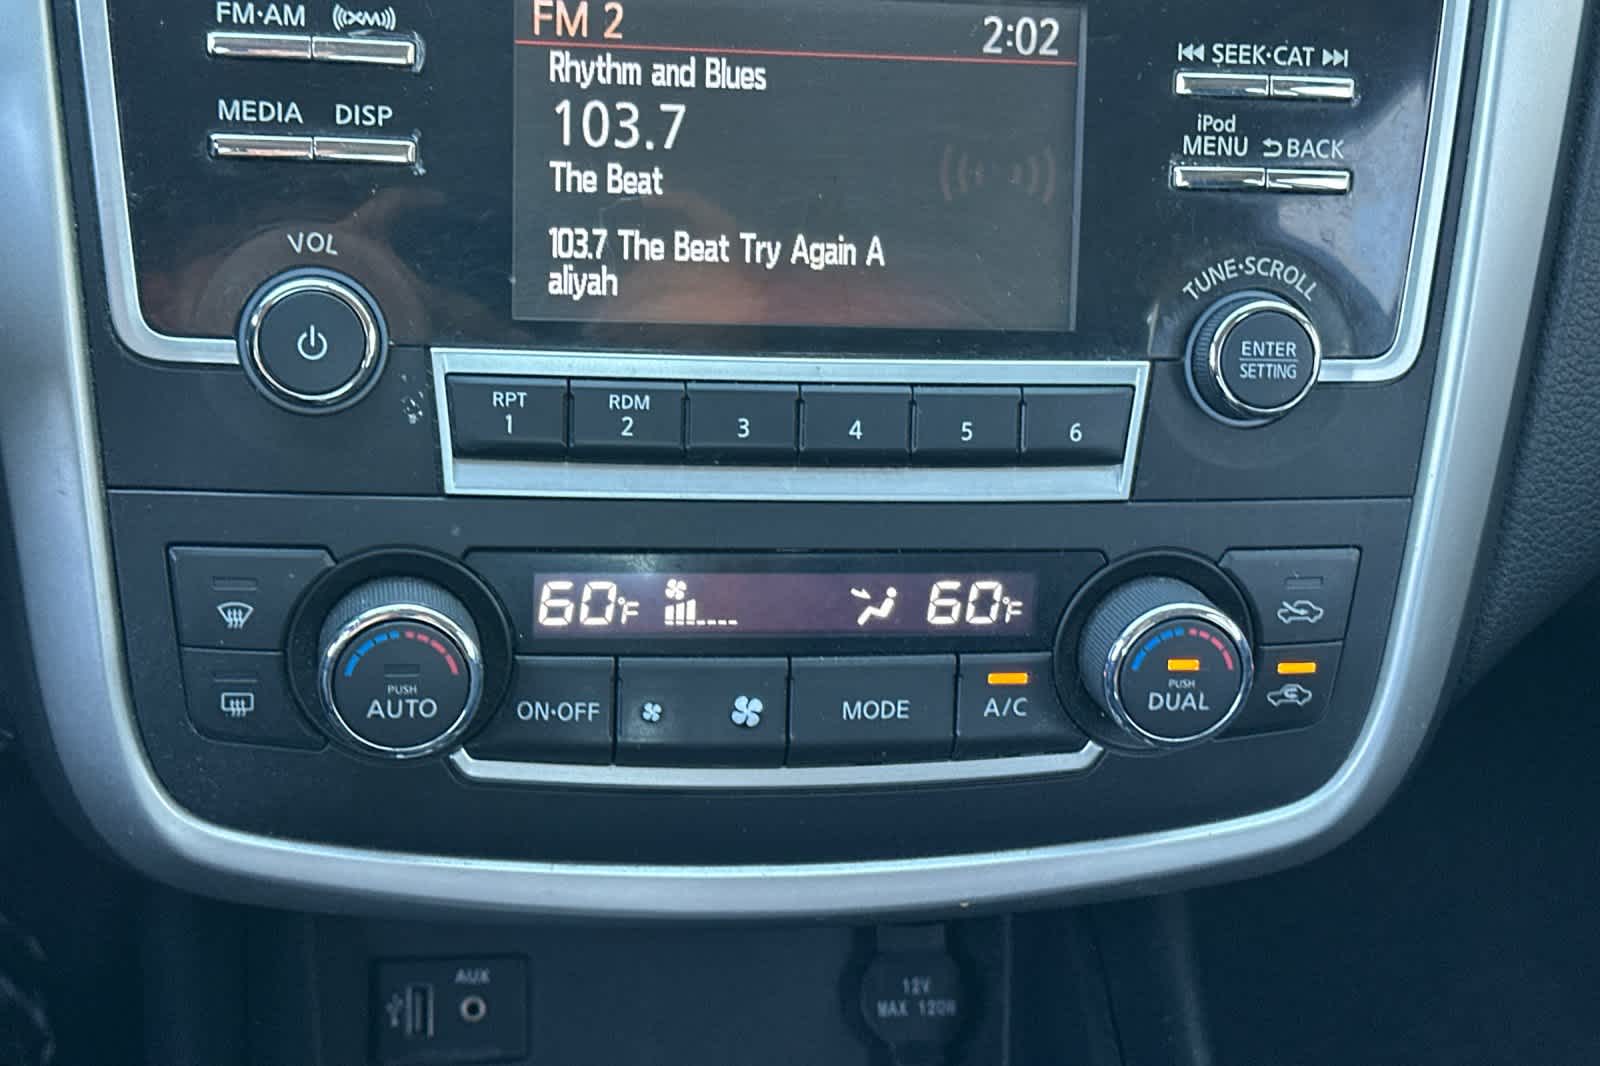 FM·AM
((XM))
FM 2
2:02
Rhythm and Blues
103.7
The Beat
103.7 The Beat Try Again A
aliyah
MEDIA
DISP
SEEK·CAT
iPod
MENU
BACK
VOL
TUNE·SCROLL
ENTER
SETTING
RPT
1
RDM
2
3
4
5
6
60°F
60°F
PUSH
AUTO
ON·OFF
MODE
A/C
PUSH
DUAL
AUX
12V
MAX 120W